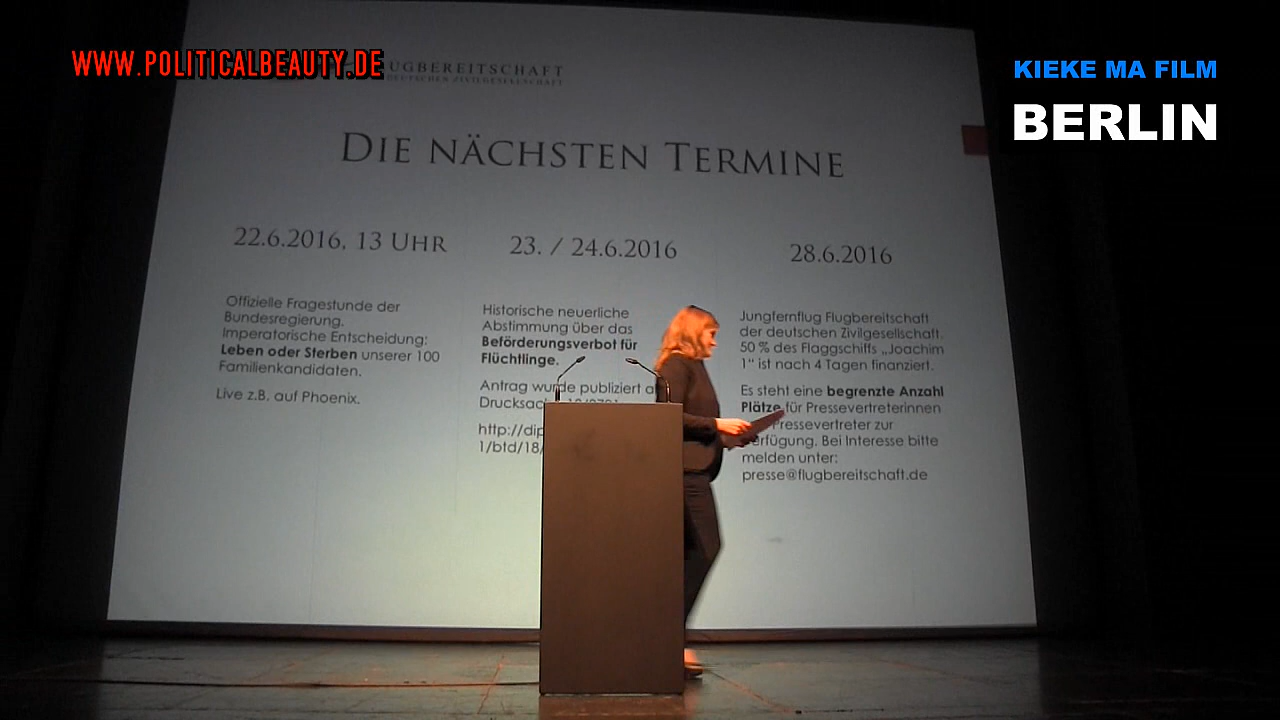 WWW.POLITICALBEAUTY.DE
KIEKE MA FILM
BERLIN
UGBEREITSCHAFT
DEUTSCHEN ZIVILGESELLSCHAFT
DIE NÄCHSTEN TERMINE
22.6.2016, 13 UHR
Offizielle Fragestunde der
Bundesregierung.
Imperatorische Entscheidung:
Leben oder Sterben unserer 100
Familienkandidaten.
Live z.B. auf Phoenix.
23. / 24.6.2016
Historische neuerliche
Abstimmung über das
Beförderungsverbot für
Flüchtlinge.
Antrag wurde publiziert a
Drucksac
http://dip
1/btd/18/
28.6.2016
Jungfernflug Flugbereitschaft
der deutschen Zivilgesellschaft.
50 % des Flaggschiffs „Joachim
1“ ist nach 4 Tagen finanziert.
Es steht eine begrenzte Anzahl
Plätze für Pressevertreterinnen
Pressevertreter zur
erfügung. Bei Interesse bitte
melden unter:
presse@flugbereitschaft.de